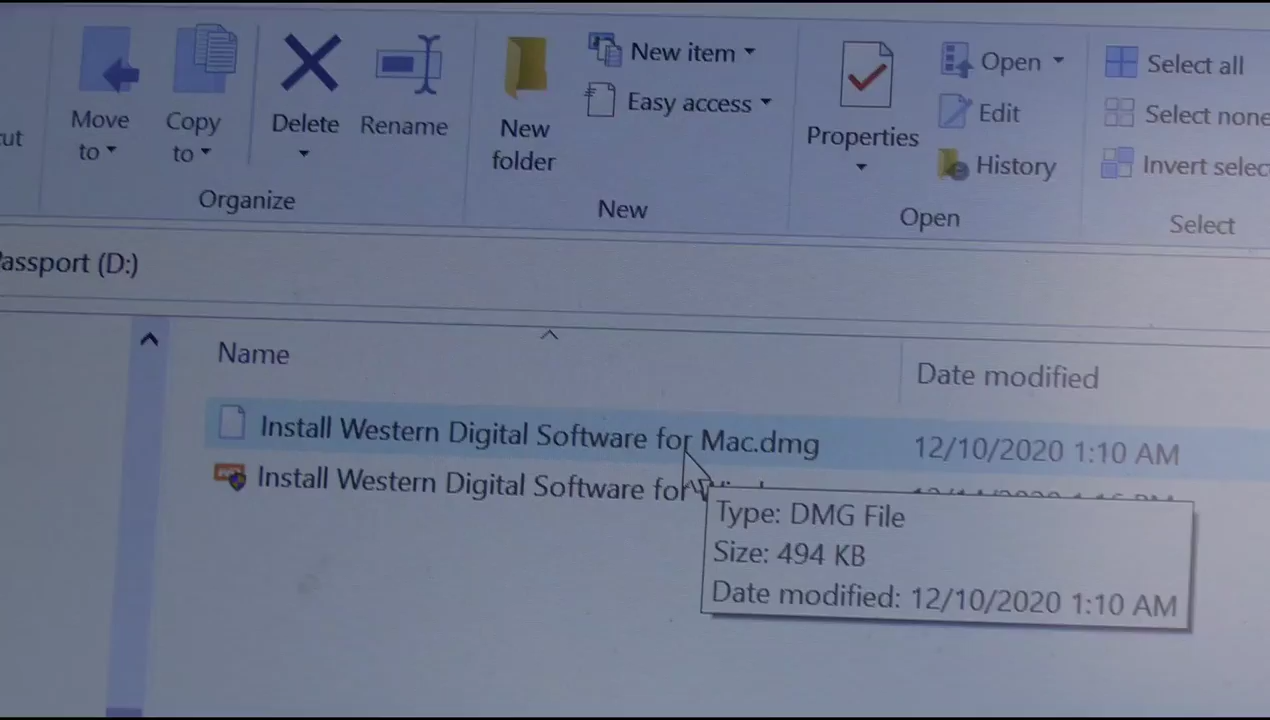 cut
Move to
Copy to
Delete
Rename
Organize
New folder
New item
Easy access
New
Properties
Open
Edit
History
Open
Select all
Select none
Invert selec
Select
Passport (D:)
Name
Date modified
Install Western Digital Software for Mac.dmg
12/10/2020 1:10 AM
Install Western Digital Software for
Type: DMG File
Size: 494 KB
Date modified: 12/10/2020 1:10 AM